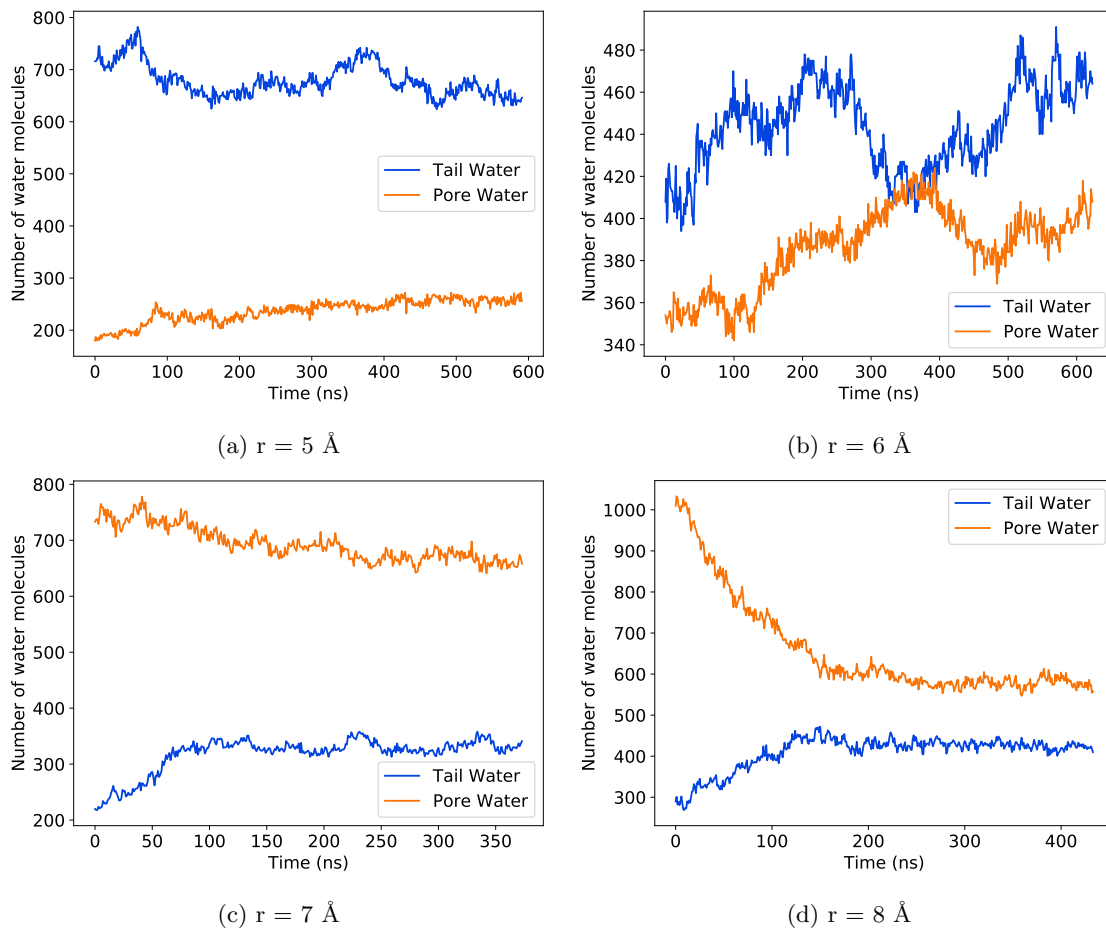 800
700
600
500
400
300
200
Number of water molecules
Tail Water
Pore Water
0 100 200 300 400 500 600
Time (ns)
(a) r = 5 Å
480
460
440
420
400
380
360
340
Number of water molecules
Tail Water
Pore Water
0 100 200 300 400 500 600
Time (ns)
(b) r = 6 Å
800
700
600
500
400
300
200
Number of water molecules
Tail Water
Pore Water
0 50 100 150 200 250 300 350
Time (ns)
(c) r = 7 Å
1000
900
800
700
600
500
400
300
Number of water molecules
Tail Water
Pore Water
0 100 200 300 400
Time (ns)
(d) r = 8 Å